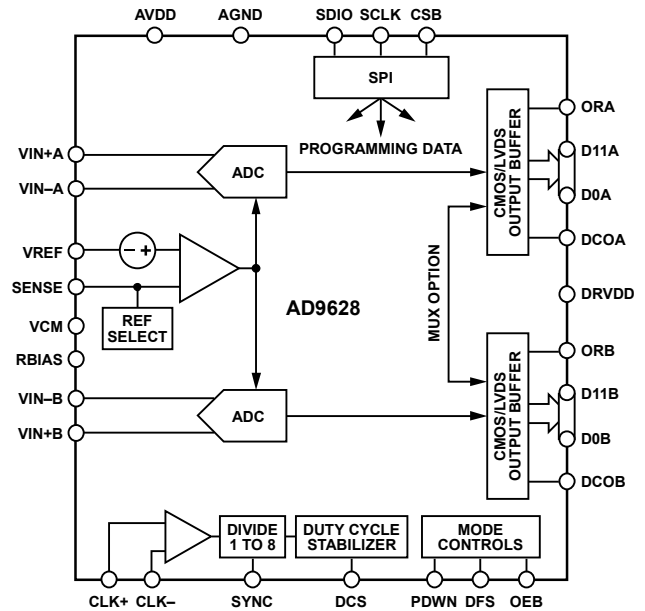 AVDD
AGND
SDIO
SCLK
CSB
SPI
PROGRAMMING DATA
ORA
D11A
D0A
DCOA
CMOS/LVDS
OUTPUT BUFFER
VIN+A
VIN–A
ADC
VREF
– +
SENSE
REF
SELECT
VCM
RBIAS
AD9628
MUX OPTION
DRVDD
VIN–B
VIN+B
ADC
CMOS/LVDS
OUTPUT BUFFER
ORB
D11B
D0B
DCOB
DIVIDE
1 TO 8
DUTY CYCLE
STABILIZER
MODE
CONTROLS
CLK+
CLK–
SYNC
DCS
PDWN
DFS
OEB